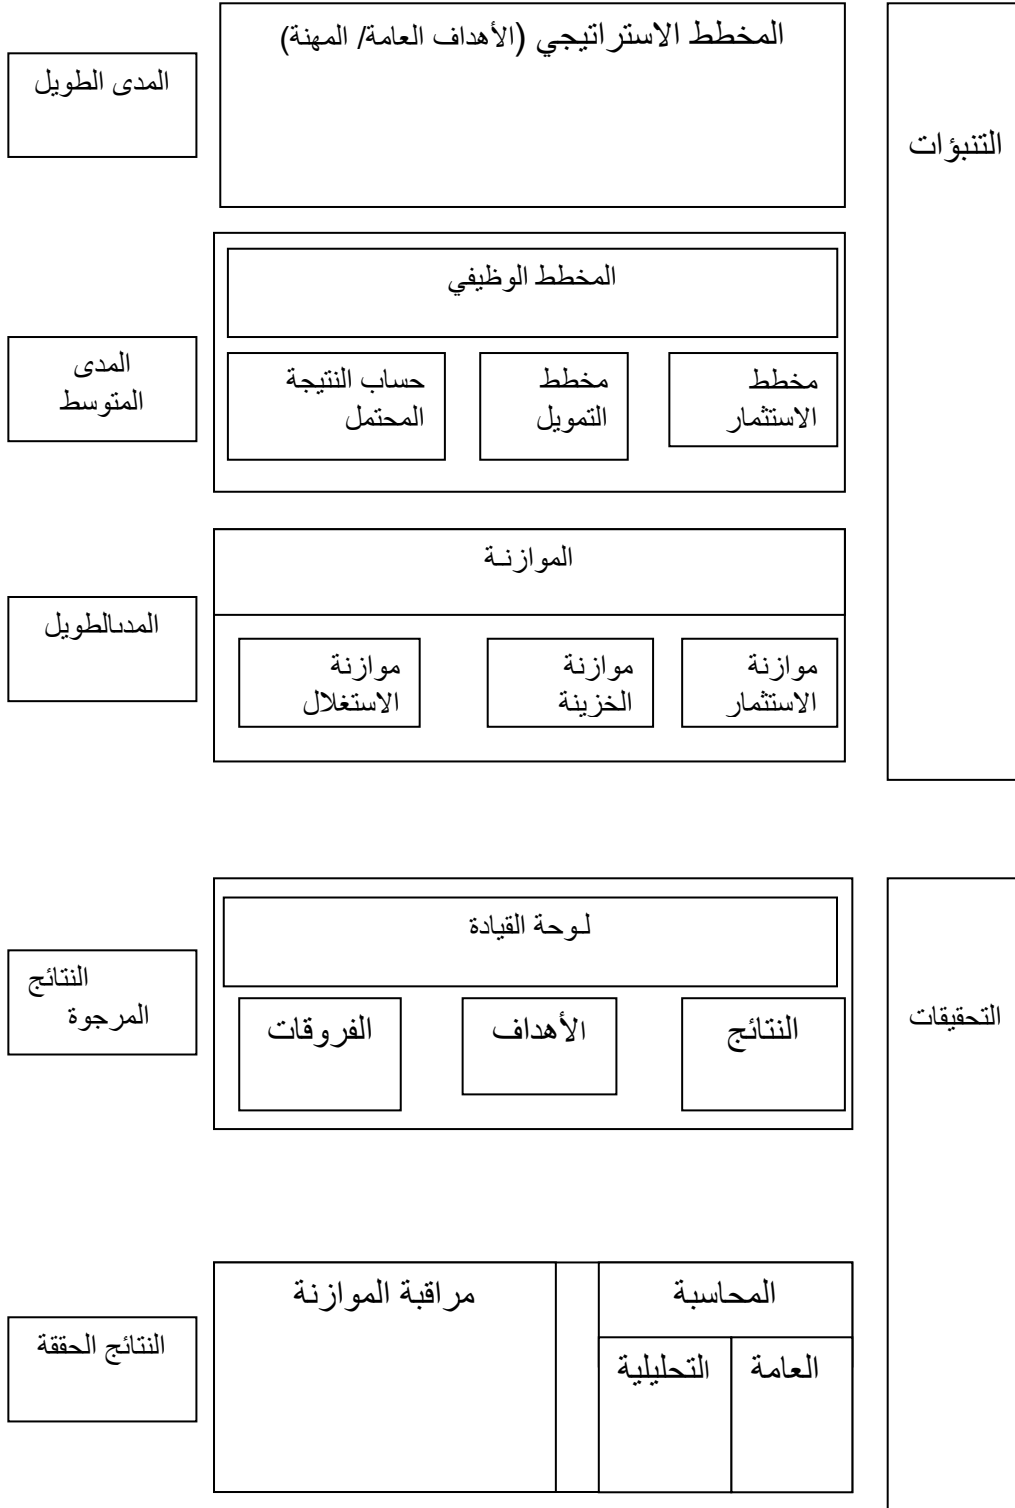 المخطط الاستراتيجي (الأهداف العامة/ المهنة)
المدى الطويل
التنبؤات
المخطط الوظيفي
مخطط
الاستثمار
مخطط
التمويل
حساب النتيجة
المحتمل
المدى
المتوسط
الموازنـة
موازنة
الاستثمار
موازنة
الخزينة
موازنة
الاستغلال
المدىالطويل
لـوحة القيادة
النتائج
الأهداف
الفروقات
النتائج
المرجوة
التحقيقات
المحاسبة
العامة
التحليلية
مراقبة الموازنة
النتائج الحققة